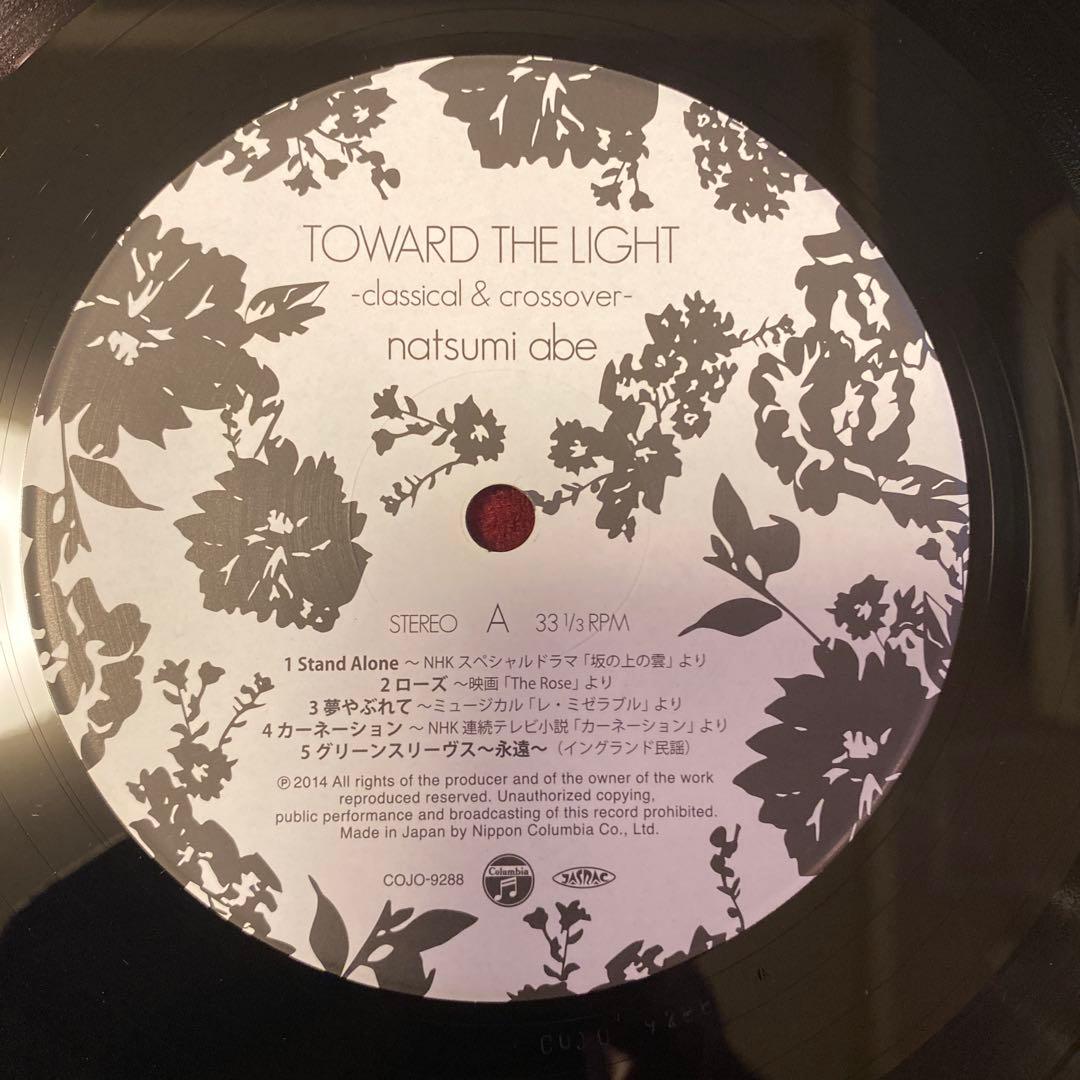 TOWARD THE LIGHT
-classical & crossover-
natsumi abe
STEREO A 33 1/3 RPM
1 Stand Alone ～ NHK スペシャルドラマ「坂の上の雲」より
2 ローズ ～映画「The Rose」より
3 夢やぶれて ～ミュージカル「レ・ミゼラブル」より
4 カーネーション ～ NHK 連続テレビ小説「カーネーション」より
5 グリーンスリーヴス～永遠～（イングランド民謡）
Ⓟ 2014 All rights of the producer and of the owner of the work
reproduced reserved. Unauthorized copying,
public performance and broadcasting of this record prohibited.
Made in Japan by Nippon Columbia Co., Ltd.
COJO-9288 Columbia JASRAC